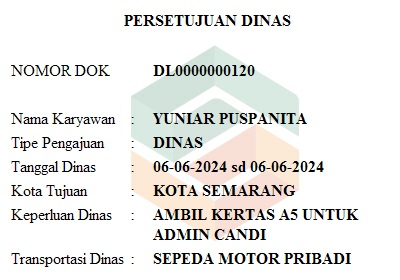 PERSETUJUAN DINAS
NOMOR DOK DL0000000120
Nama Karyawan : YUNIAR PUSPANITA
Tipe Pengajuan : DINAS
Tanggal Dinas : 06-06-2024 sd 06-06-2024
Kota Tujuan : KOTA SEMARANG
Keperluan Dinas : AMBIL KERTAS A5 UNTUK
ADMIN CANDI
Transportasi Dinas : SEPEDA MOTOR PRIBADI